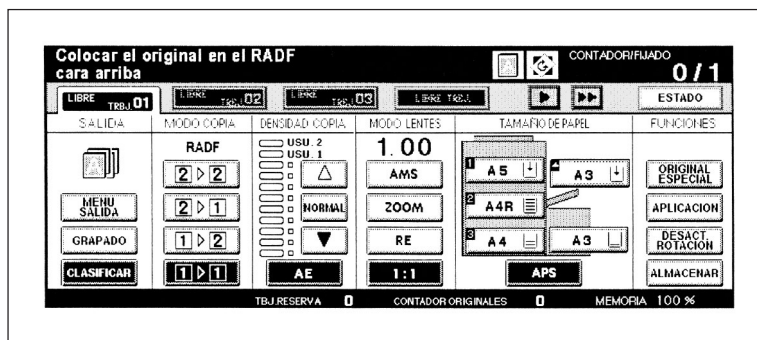 Colocar el original en el RADF
cara arriba
CONTADOR/FIJADO
0/1
LIBRE TRBJ.01
LIBRE TRBJ.02
LIBRE TRBJ.03
LIBRE TRBJ.
ESTADO
SALIDA MODO COPIA DENSIDAD COPIA MODO LENTES TAMAÑO DE PAPEL FUNCIONES
RADF
2 ▷ 2
2 ▷ 1
1 ▷ 2
1 ▷ 1
MENU
SALIDA
GRAPADO
CLASIFICAR
USU. 2
USU. 1
NORMAL
AE
1.00
AMS
ZOOM
RE
1:1
1 A5
4 A3
2 A4R
3 A4
A3
APS
ORIGINAL
ESPECIAL
APLICACION
DESACT.
ROTACION
ALMACENAR
TBJ.RESERVA 0 CONTADOR ORIGINALES 0 MEMORIA 100 %